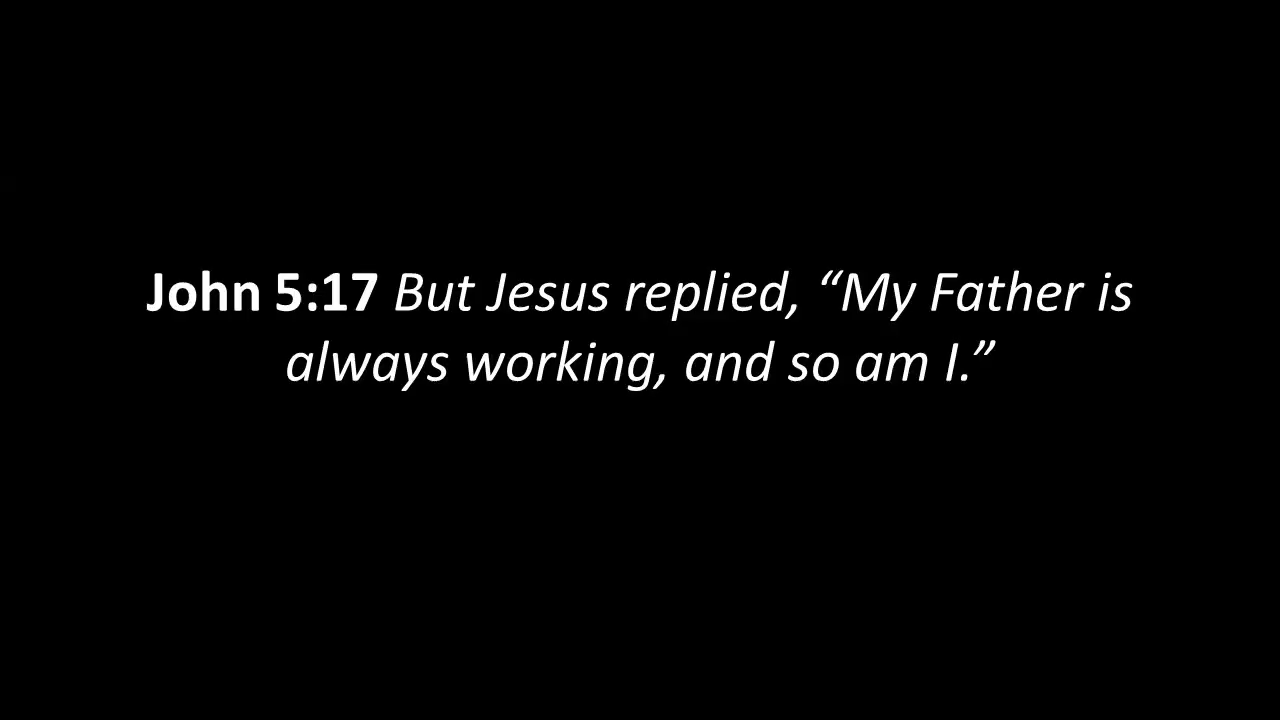 John 5:17 But Jesus replied, “My Father is
always working, and so am I.”